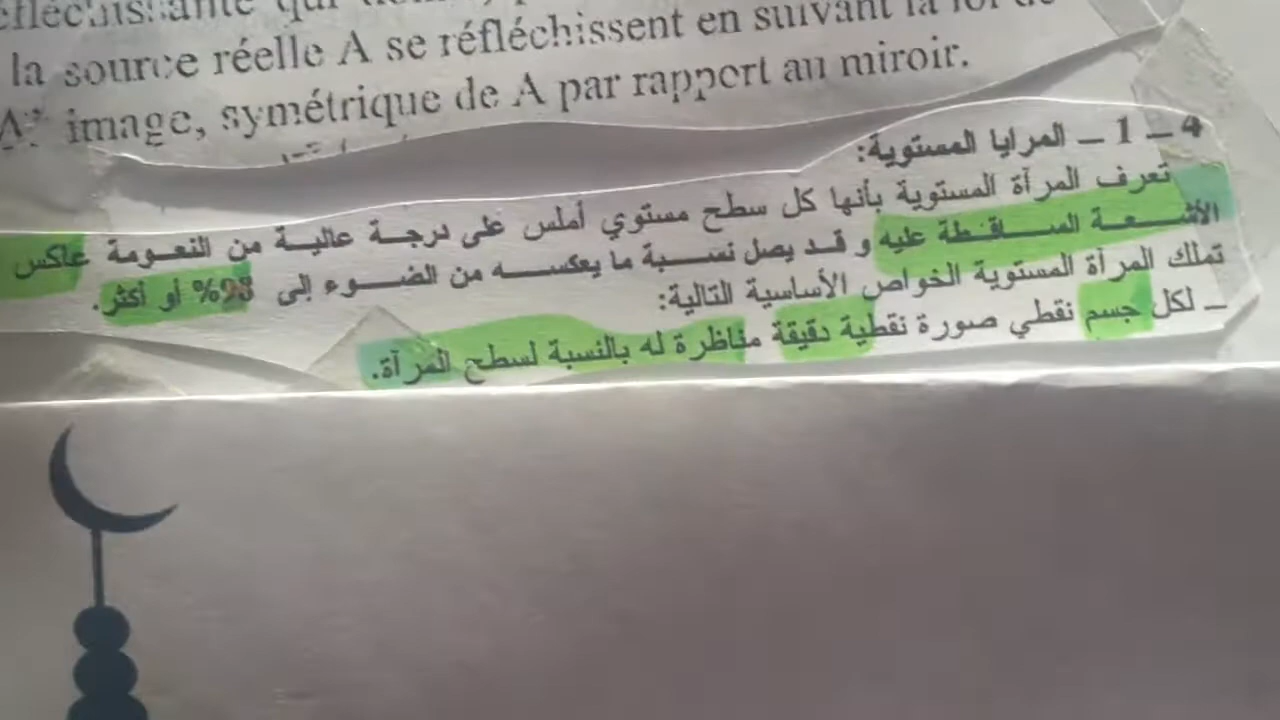 la source réelle A se réfléchissent en suivant la loi de
image, symétrique de A par rapport au miroir.
4 – 1 – المرايا المستوية:
تعرف المرآة المستوية بأنها كل سطح مستوي أملس على درجة عالية من النعومة عاكس
الأشعة الساقطة عليه و قد يصل نسبة ما يعكسه من الضوء إلى %98 أو أكثر.
تملك المرآة المستوية الخواص الأساسية التالية:
– لكل جسم نقطي صورة نقطية دقيقة مناظرة له بالنسبة لسطح المرآة.